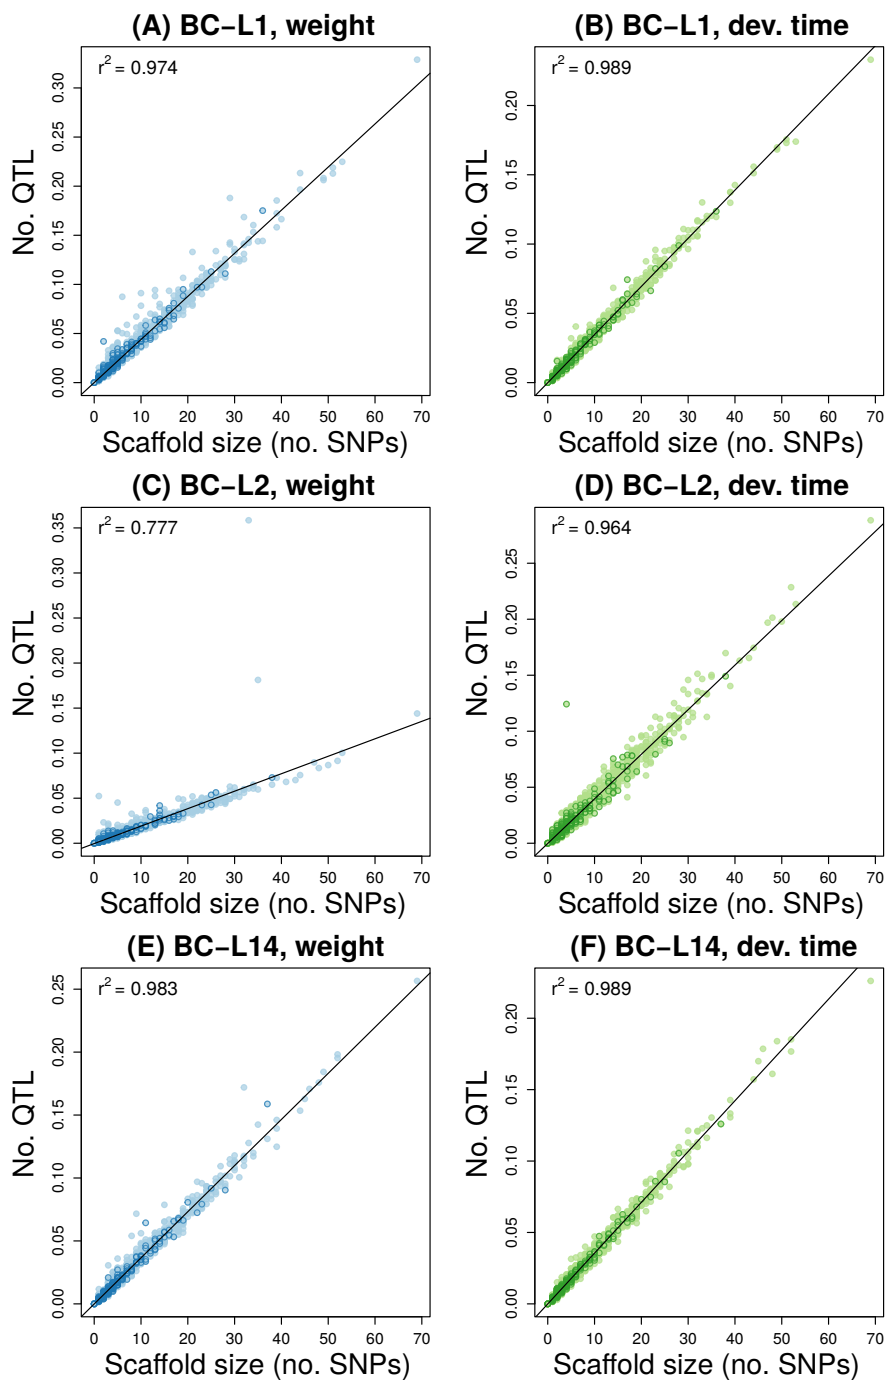 (A) BC−L1, weight
r2 = 0.974
No. QTL
0.00 0.05 0.10 0.15 0.20 0.25 0.30
0 10 20 30 40 50 60 70
Scaffold size (no. SNPs)
(B) BC−L1, dev. time
r2 = 0.989
No. QTL
0.00 0.05 0.10 0.15 0.20
0 10 20 30 40 50 60 70
Scaffold size (no. SNPs)
(C) BC−L2, weight
r2 = 0.777
No. QTL
0.00 0.05 0.10 0.15 0.20 0.25 0.30 0.35
0 10 20 30 40 50 60 70
Scaffold size (no. SNPs)
(D) BC−L2, dev. time
r2 = 0.964
No. QTL
0.00 0.05 0.10 0.15 0.20 0.25
0 10 20 30 40 50 60 70
Scaffold size (no. SNPs)
(E) BC−L14, weight
r2 = 0.983
No. QTL
0.00 0.05 0.10 0.15 0.20 0.25
0 10 20 30 40 50 60 70
Scaffold size (no. SNPs)
(F) BC−L14, dev. time
r2 = 0.989
No. QTL
0.00 0.05 0.10 0.15 0.20
0 10 20 30 40 50 60 70
Scaffold size (no. SNPs)